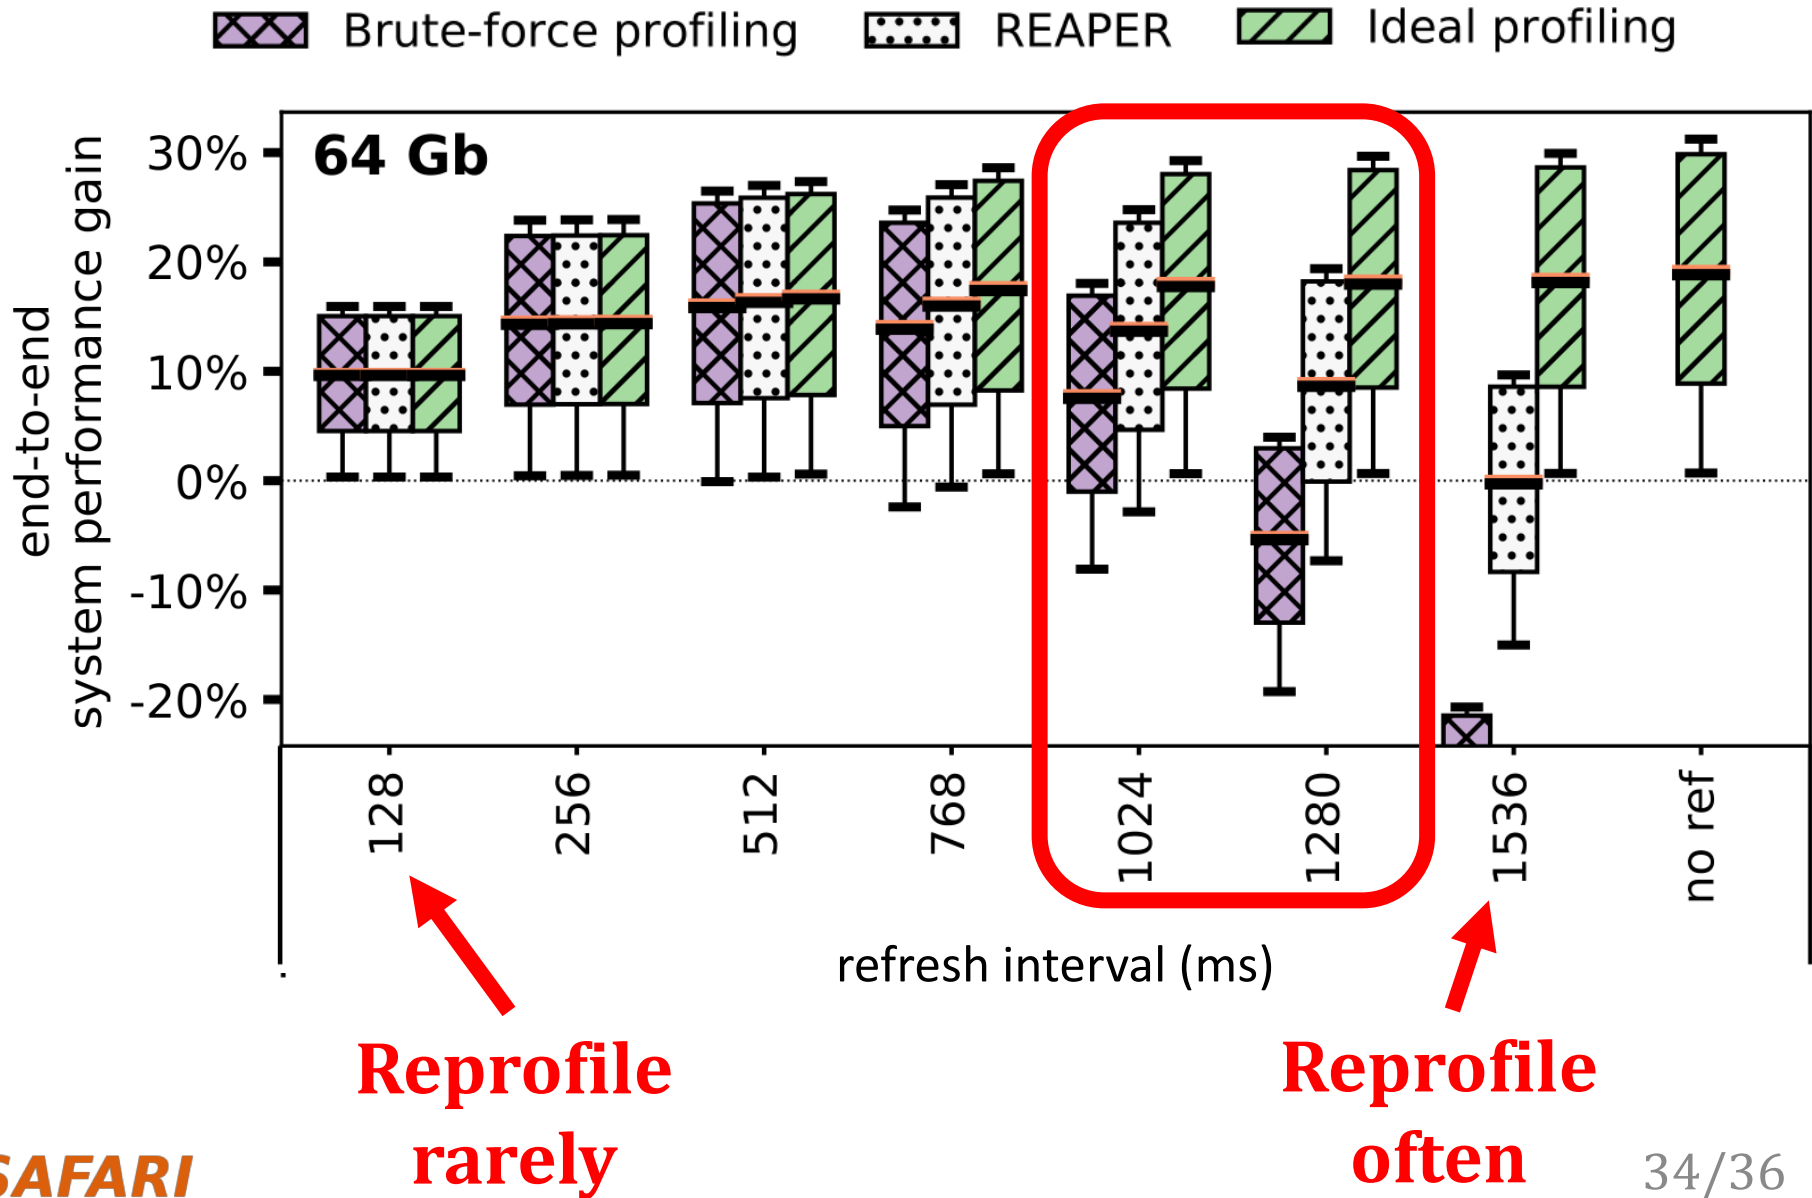 Brute-force profiling REAPER Ideal profiling
64 Gb
end-to-end
system performance gain
30%
20%
10%
0%
-10%
-20%
128 256 512 768 1024 1280 1536 no ref
refresh interval (ms)
Reprofile
rarely
Reprofile
often
SAFARI
34/36